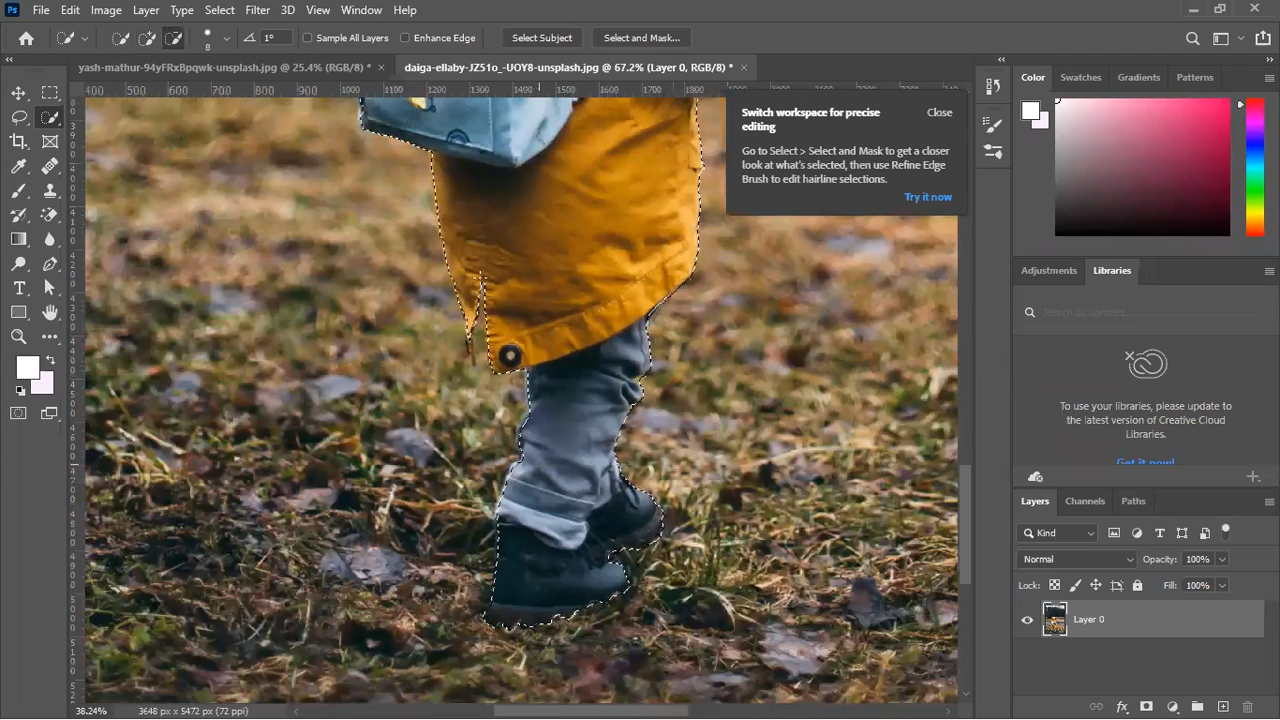 Ps File Edit Image Layer Type Select Filter 3D View Window Help
8 1° Sample All Layers Enhance Edge Select Subject Select and Mask...
yash-mathur-94yFRxBpqwk-unsplash.jpg @ 25.4% (RGB/8) * × daiga-ellaby-JZ51o_-UOY8-unsplash.jpg @ 67.2% (Layer 0, RGB/8) * ×
400 1000 1100 1200 1300 1400 1500 1600 1700 1800
Color Swatches Gradients Patterns
Switch workspace for precise editing Close
Go to Select > Select and Mask to get a closer
look at what's selected, then use Refine Edge
Brush to edit hairline selections.
Try it now
Adjustments Libraries
To use your libraries, please update
to the latest version of Creative Cloud
Libraries.
Get it now!
Layers Channels Paths
Kind
Normal Opacity: 100%
Lock: Fill: 100%
Layer 0
38.24% 3648 px x 5472 px (72 ppi)